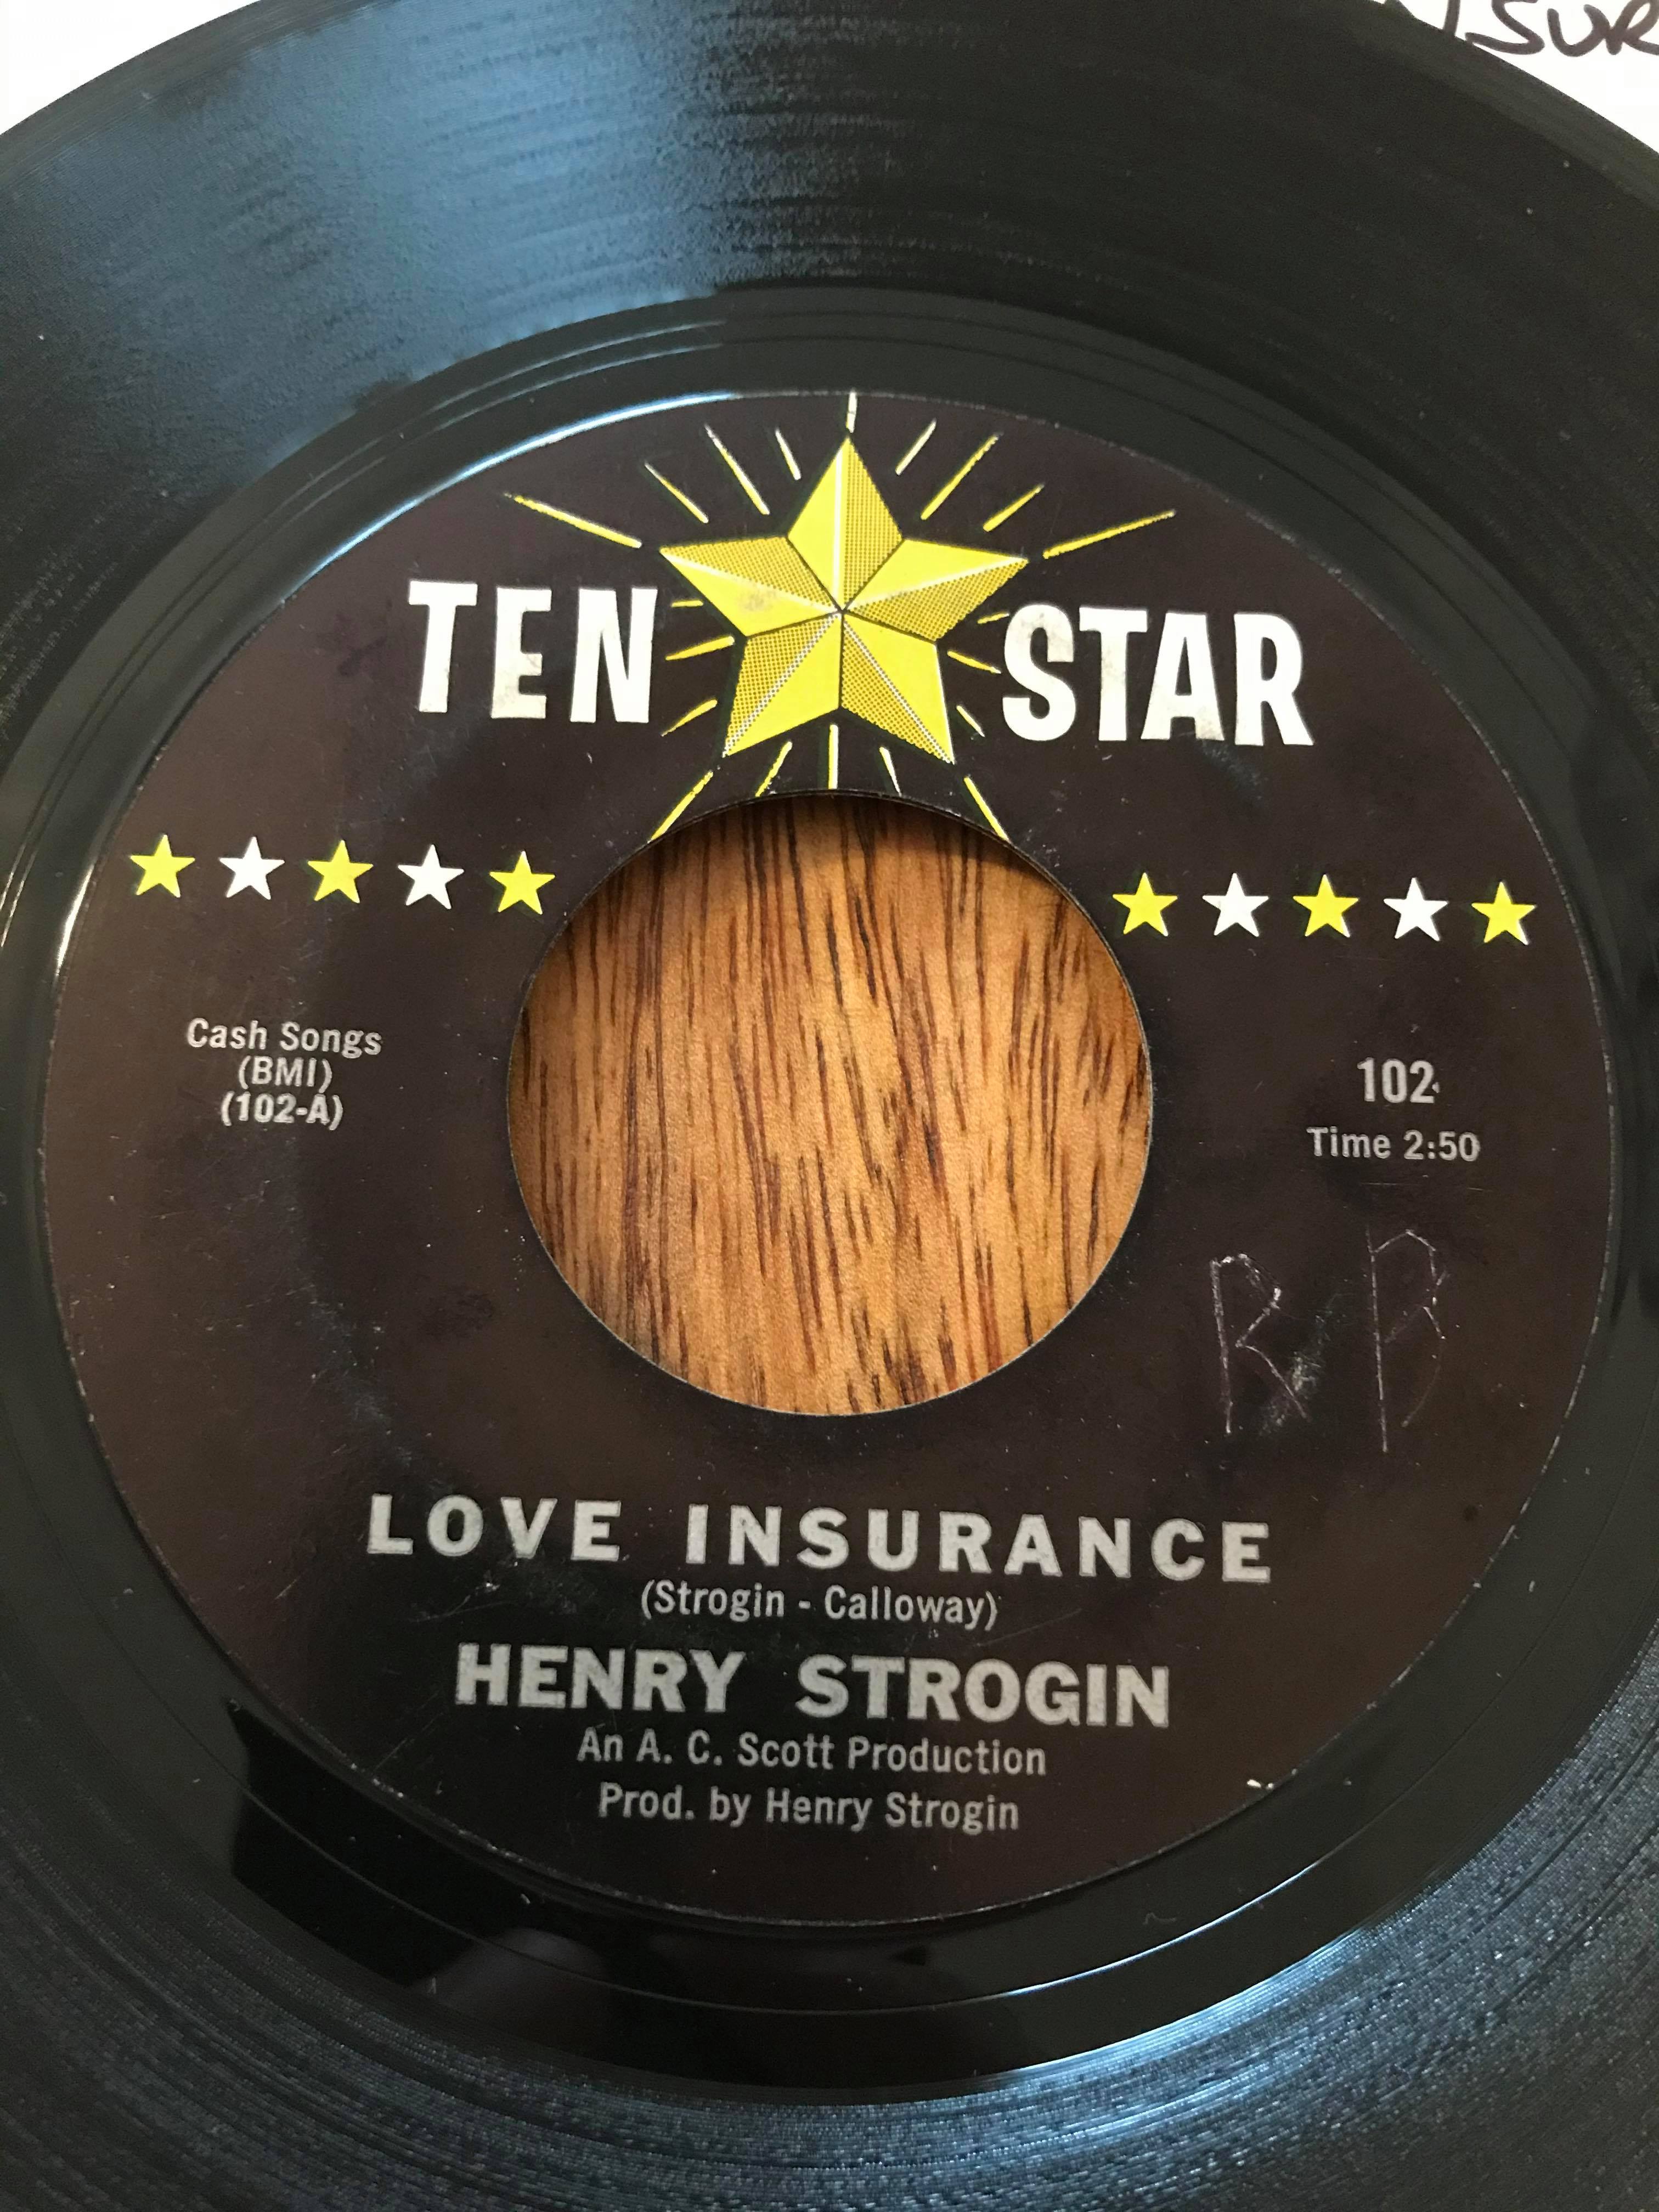 TEN STAR
Cash Songs
(BMI)
(102-A)
102
Time 2:50
R B
LOVE INSURANCE
(Strogin - Calloway)
HENRY STROGIN
An A. C. Scott Production
Prod. by Henry Strogin